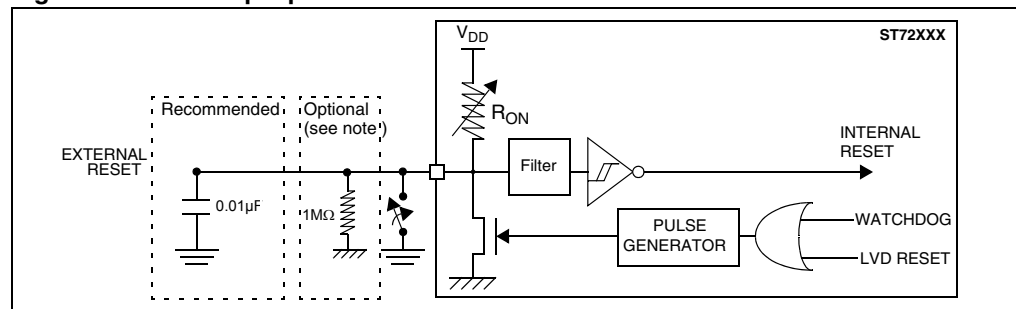 ST72XXX
VDD
RON
Recommended
Optional
(see note )
EXTERNAL
RESET
0.01µF
1MΩ
Filter
INTERNAL
RESET
PULSE
GENERATOR
WATCHDOG
LVD RESET